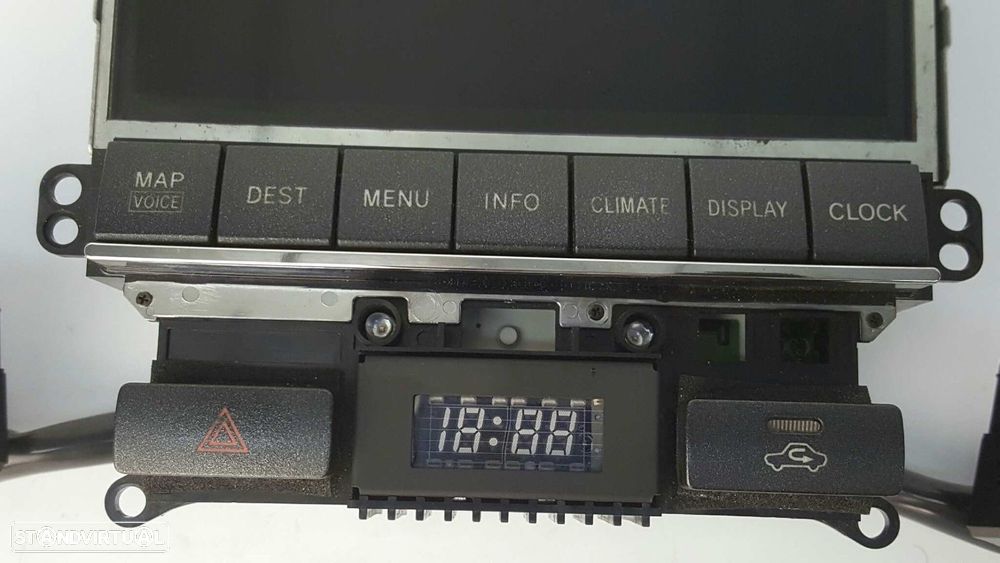 MAP
VOICE
DEST
MENU
INFO
CLIMATE
DISPLAY
CLOCK
18:88
STANDVIRTUAL